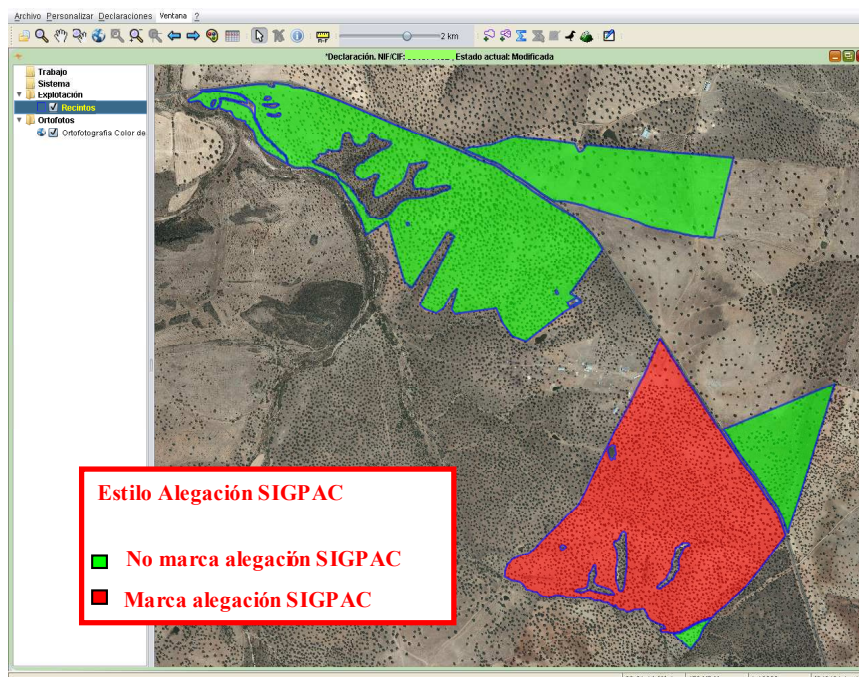 Archivo Personalizar Declaraciones Ventana ?
2 km
*Declaración. NIF/CIF: , Estado actual: Modificada
Trabajo
Sistema
Explotación
Recintos
Ortofotos
Ortofotografia Color de
Estilo Alegación SIGPAC
No marca alegación SIGPAC
Marca alegación SIGPAC